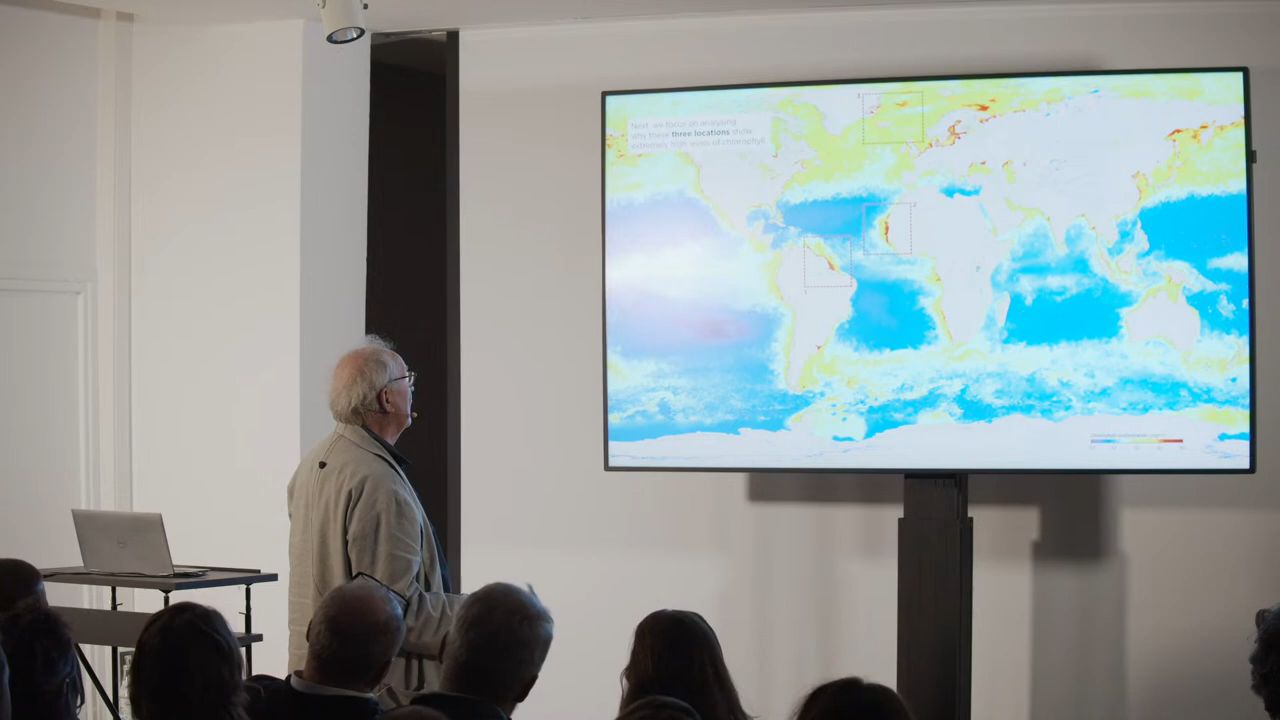 Next, we focus on analysing
why these three locations show
extremely high levels of chlorophyll